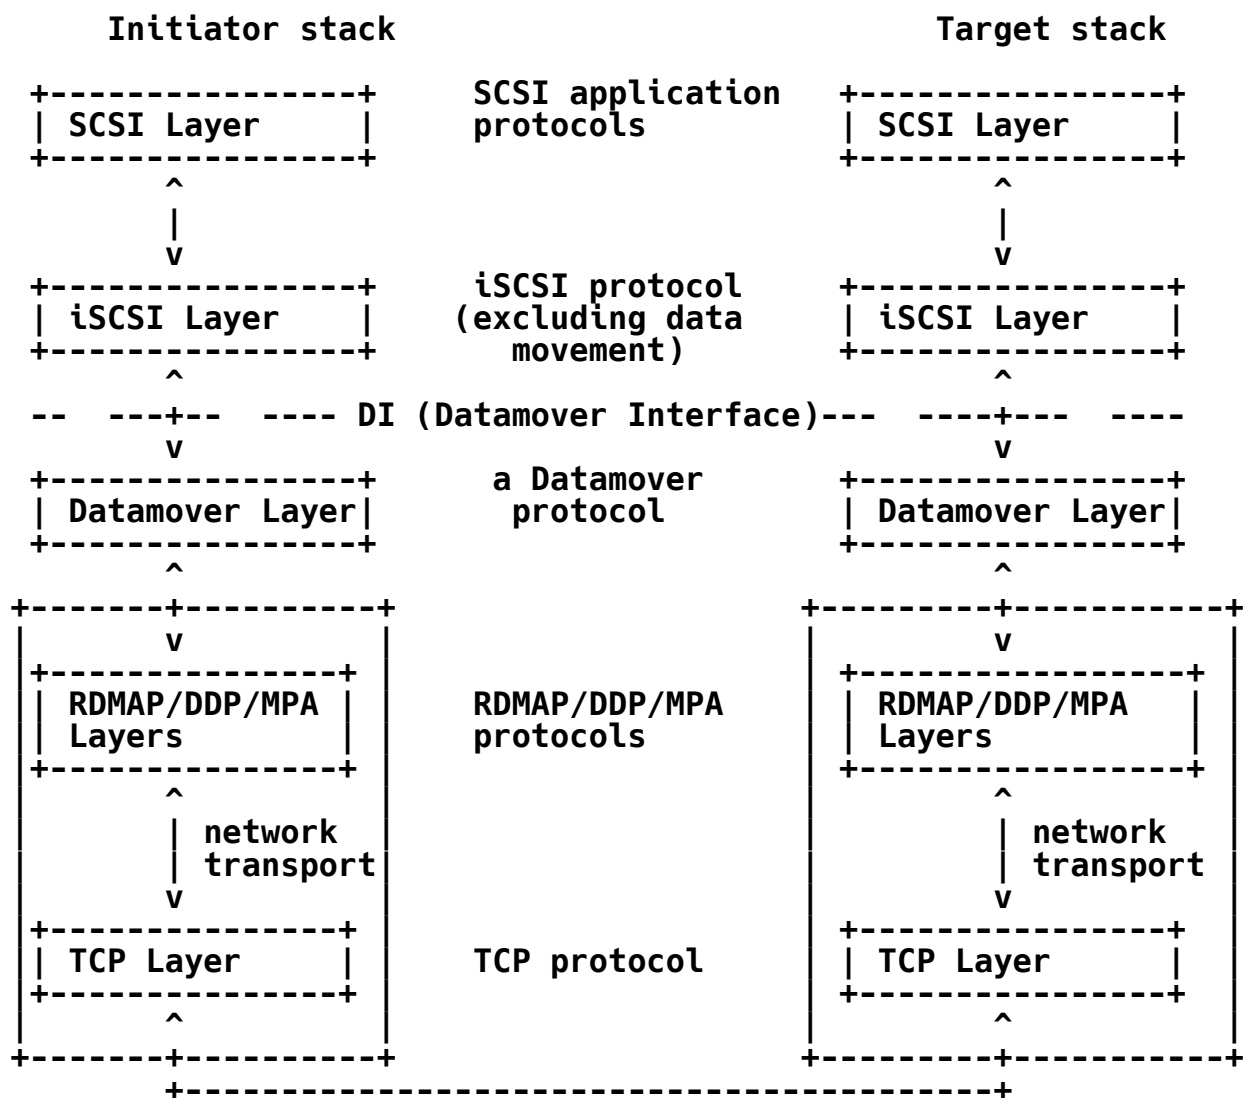 Initiator stack Target stack
+----------------+ SCSI application +----------------+
| SCSI Layer | protocols | SCSI Layer |
+----------------+ +----------------+
^ ^
| |
v v
+----------------+ iSCSI protocol +----------------+
| iSCSI Layer | (excluding data | iSCSI Layer |
+----------------+ movement) +----------------+
^ ^
-- ---+-- ---- DI (Datamover Interface)--- ----+--- ----
v v
+----------------+ a Datamover +----------------+
| Datamover Layer| protocol | Datamover Layer|
+----------------+ +----------------+
^ ^
+-------+----------+ +---------+-----------+
| v | | v |
|+---------------+ | | +-----------------+ |
|| RDMAP/DDP/MPA | | RDMAP/DDP/MPA | | RDMAP/DDP/MPA | |
|| Layers | | protocols | | Layers | |
|+---------------+ | | +-----------------+ |
| ^ | | ^ |
| | network | | | network |
| | transport| | | transport |
| v | | v |
|+---------------+ | | +----------------+ |
|| TCP Layer | | TCP protocol | | TCP Layer | |
|+---------------+ | | +----------------+ |
| ^ | | ^ |
+-------+----------+ +---------+-----------+
+------------------------------------------+